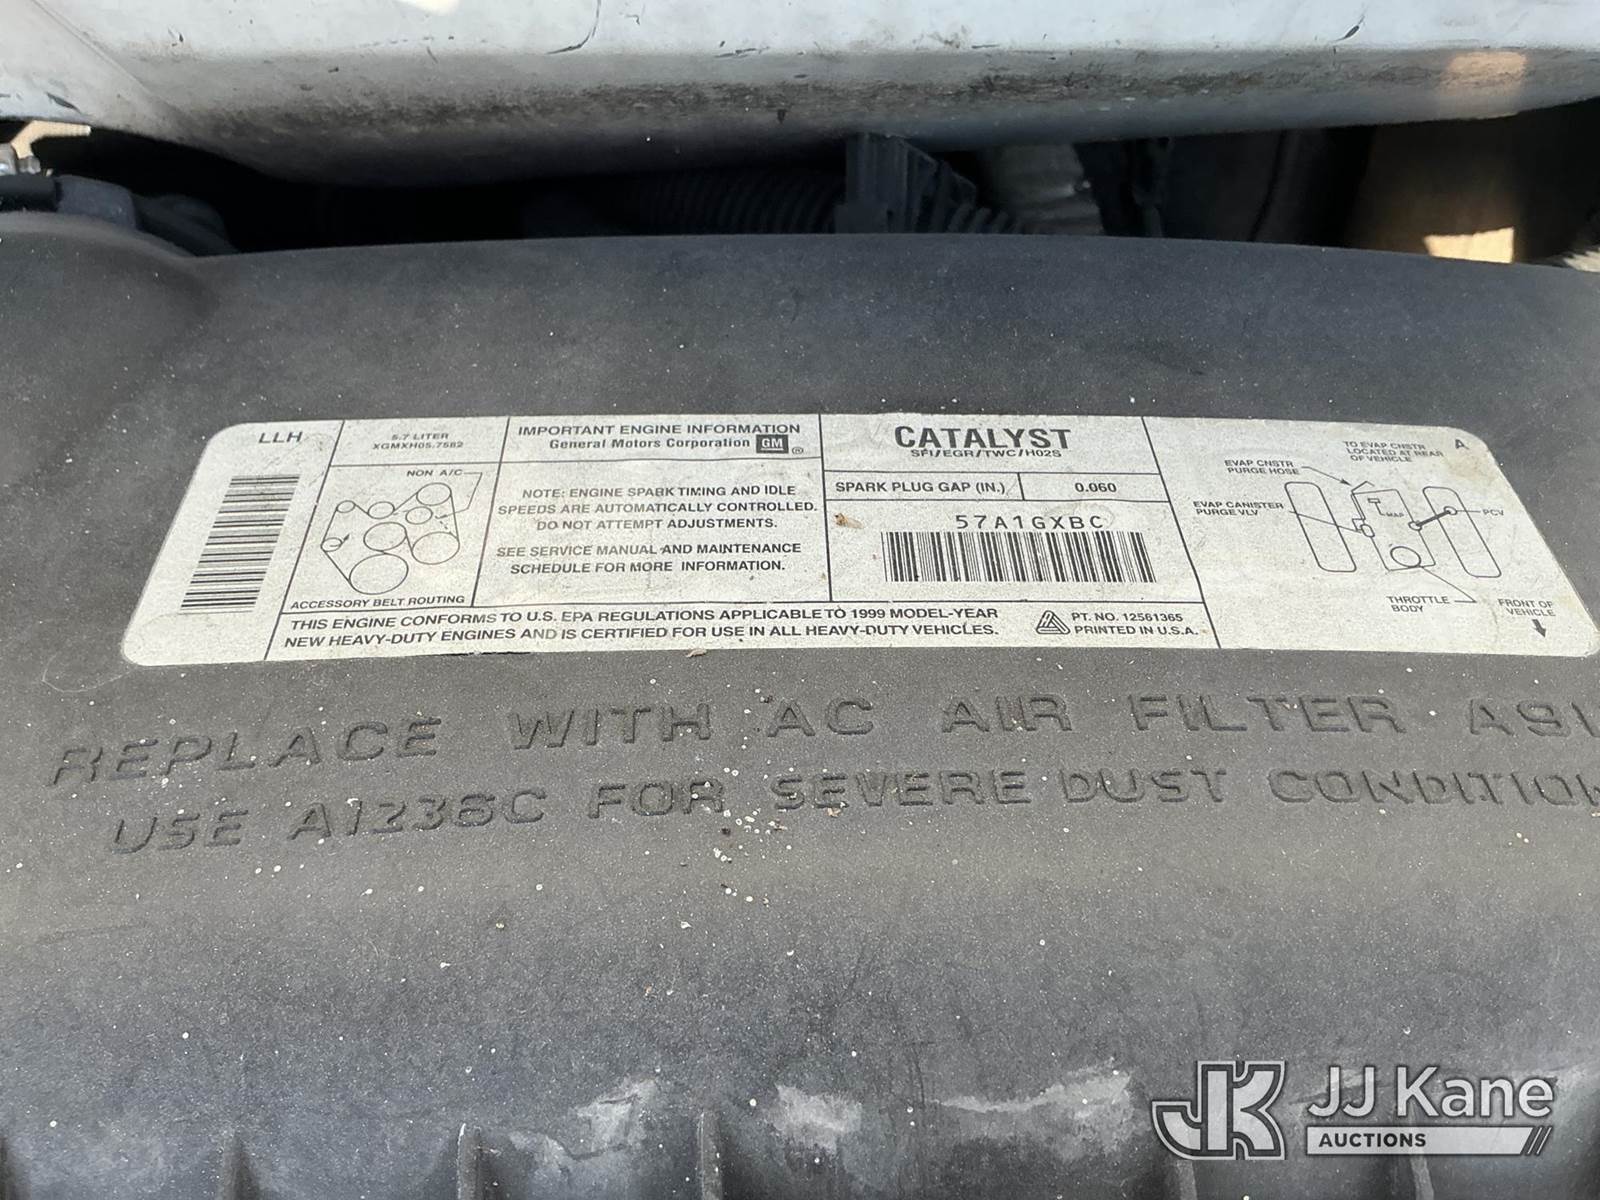 LLH
5.7 LITER
XGMXH05.7582
NON A/C
ACCESSORY BELT ROUTING
IMPORTANT ENGINE INFORMATION
General Motors Corporation GM ®
NOTE: ENGINE SPARK TIMING AND IDLE
SPEEDS ARE AUTOMATICALLY CONTROLLED.
DO NOT ATTEMPT ADJUSTMENTS.
SEE SERVICE MANUAL AND MAINTENANCE
SCHEDULE FOR MORE INFORMATION.
CATALYST
SFI/EGR/TWC/HO2S
SPARK PLUG GAP (IN.) 0.060
57A1GXBC
THIS ENGINE CONFORMS TO U.S. EPA REGULATIONS APPLICABLE TO 1999 MODEL-YEAR
NEW HEAVY-DUTY ENGINES AND IS CERTIFIED FOR USE IN ALL HEAVY-DUTY VEHICLES.
PT. NO. 12561365
PRINTED IN U.S.A.
A
TO EVAP CNSTR
LOCATED AT REAR
OF VEHICLE
EVAP CNSTR
PURGE HOSE
EVAP CANISTER
PURGE VLV
MAP
PCV
THROTTLE
BODY
FRONT OF
VEHICLE
REPLACE WITH AC AIR FILTER
USE A1236C FOR SEVERE DUST CONDITION
JK JJ Kane
AUCTIONS